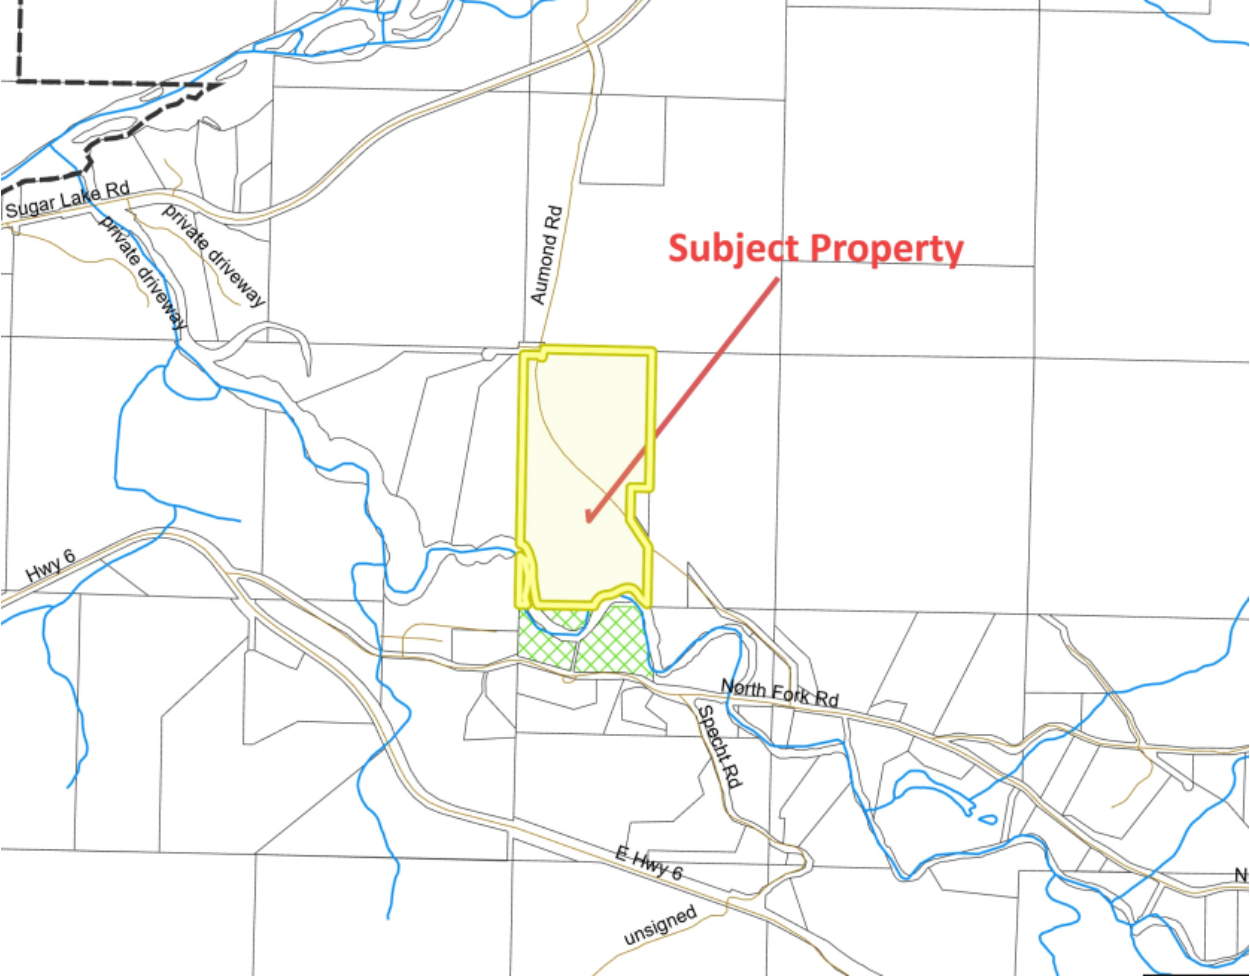 Sugar Lake Rd
private driveway
private driveway
Aumond Rd
Subject Property
Hwy 6
North Fork Rd
Specht Rd
E Hwy 6
N
unsigned